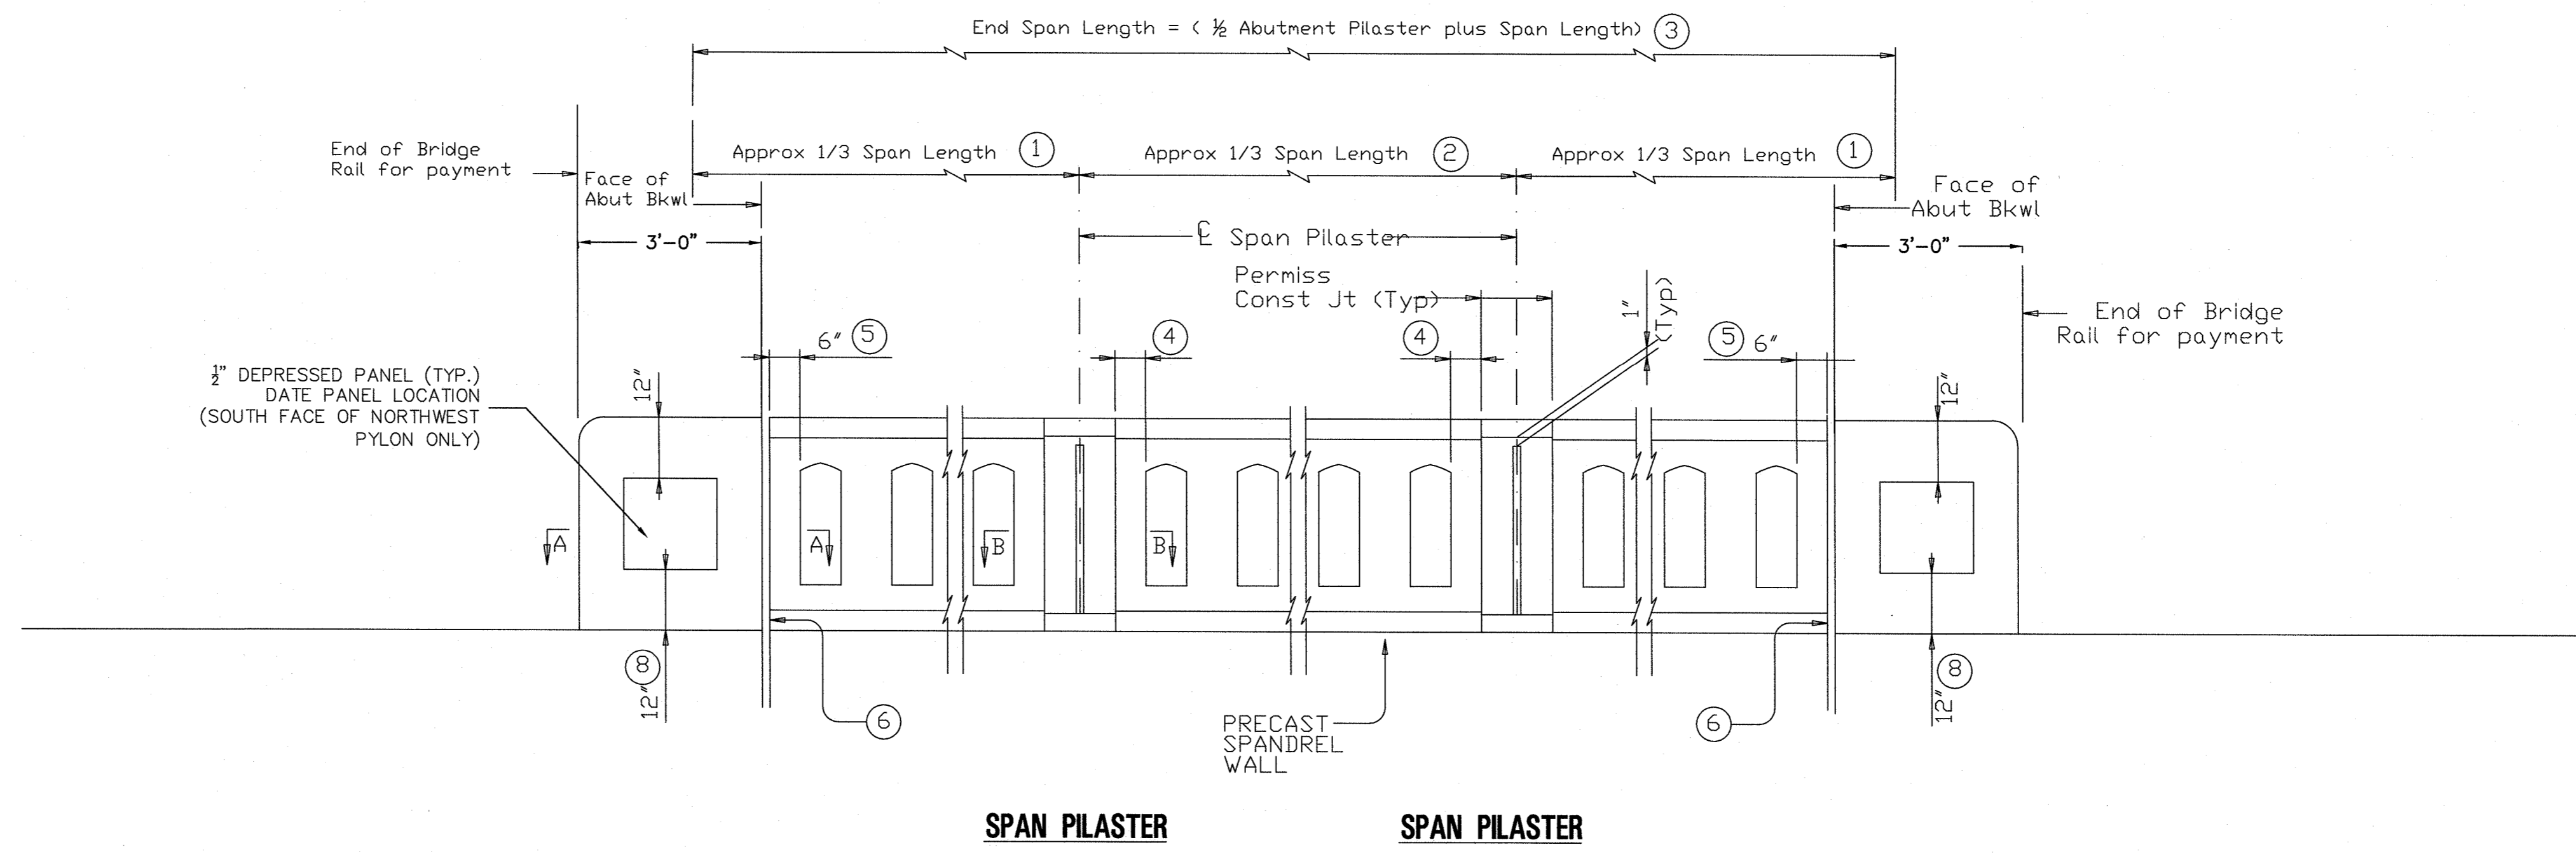 End Span Length = ( ½ Abutment Pilaster plus Span Length) 3
End of Bridge
Rail for payment
Approx 1/3 Span Length 1
Approx 1/3 Span Length 2
Approx 1/3 Span Length 1
Face of
Abut Bkwl
Face of
Abut Bkwl
3'-0"
℄ Span Pilaster
3'-0"
Permiss
Const Jt (Typ)
1"
(Typ)
End of Bridge
Rail for payment
6" 5
4
4
5 6"
½" DEPRESSED PANEL (TYP.)
DATE PANEL LOCATION
(SOUTH FACE OF NORTHWEST
PYLON ONLY)
12"
12"
A
A
B
B
8
12"
6
PRECAST
SPANDREL
WALL
6
8
12"
SPAN PILASTER
SPAN PILASTER